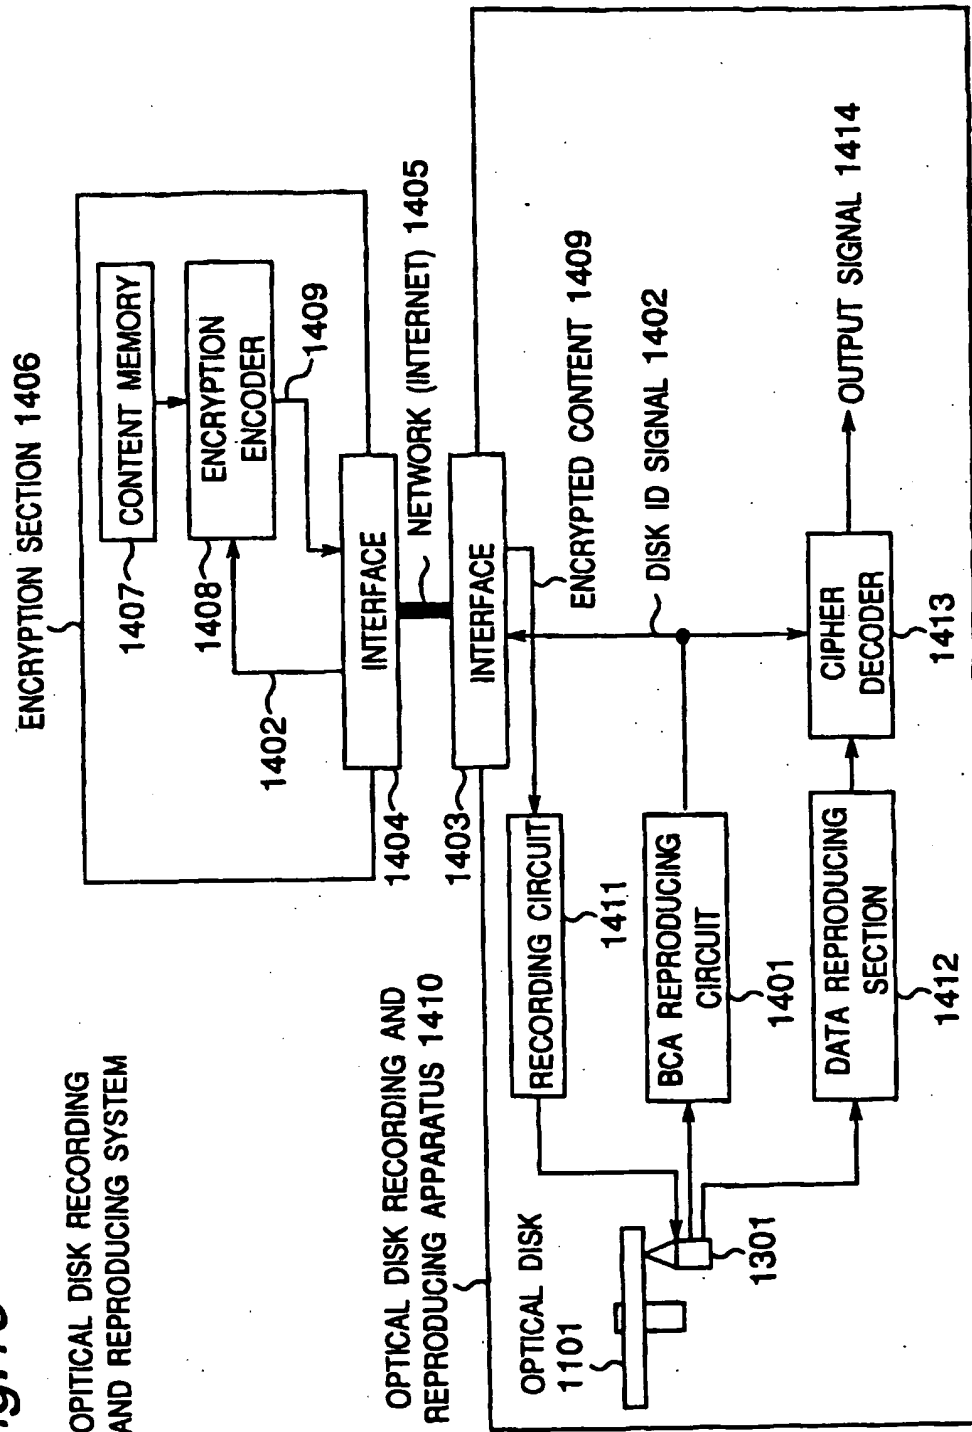 OPITICAL DISK RECORDING
AND REPRODUCING SYSTEM
ENCRYPTION SECTION 1406
CONTENT MEMORY
1407
ENCRYPTION
ENCODER
1408
1409
1402
INTERFACE
1404
NETWORK (INTERNET) 1405
INTERFACE
1403
OPTICAL DISK RECORDING AND
REPRODUCING APPARATUS 1410
ENCRYPTED CONTENT 1409
DISK ID SIGNAL 1402
RECORDING CIRCUIT
1411
BCA REPRODUCING
CIRCUIT
1401
DATA REPRODUCING
SECTION
1412
CIPHER
DECODER
1413
OUTPUT SIGNAL 1414
OPTICAL DISK
1101
1301